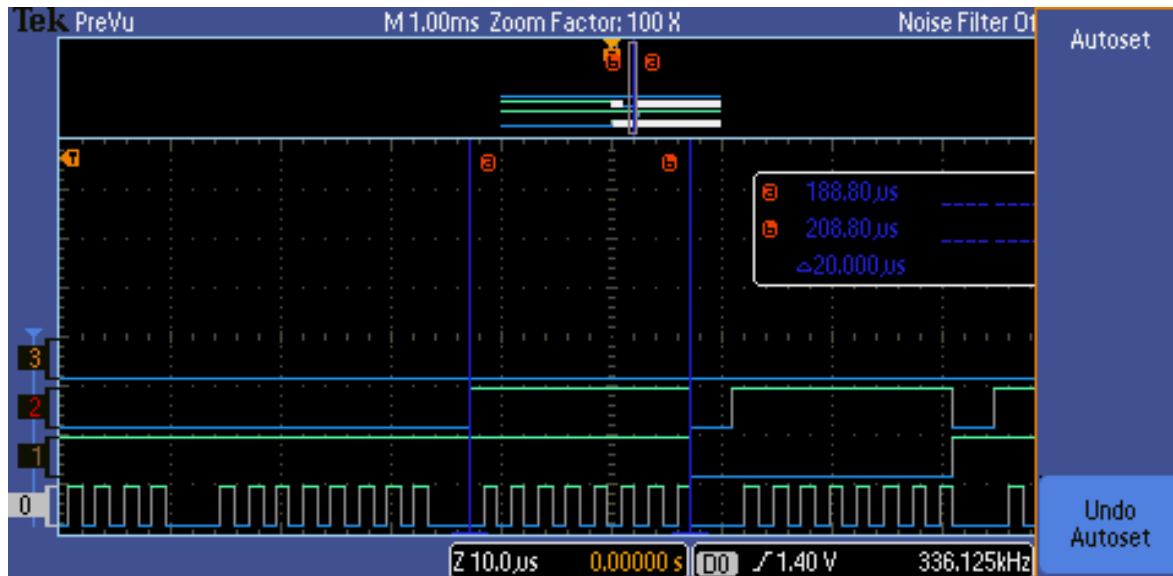 Tek PreVu M 1.00ms Zoom Factor: 100 X Noise Filter Of
Autoset
b a
T
a b
a 188.80µs
b 208.80µs
△20.000µs
3
2
1
0
Undo
Autoset
Z 10.0µs 0.00000 s D0 1.40 V 336.125kHz